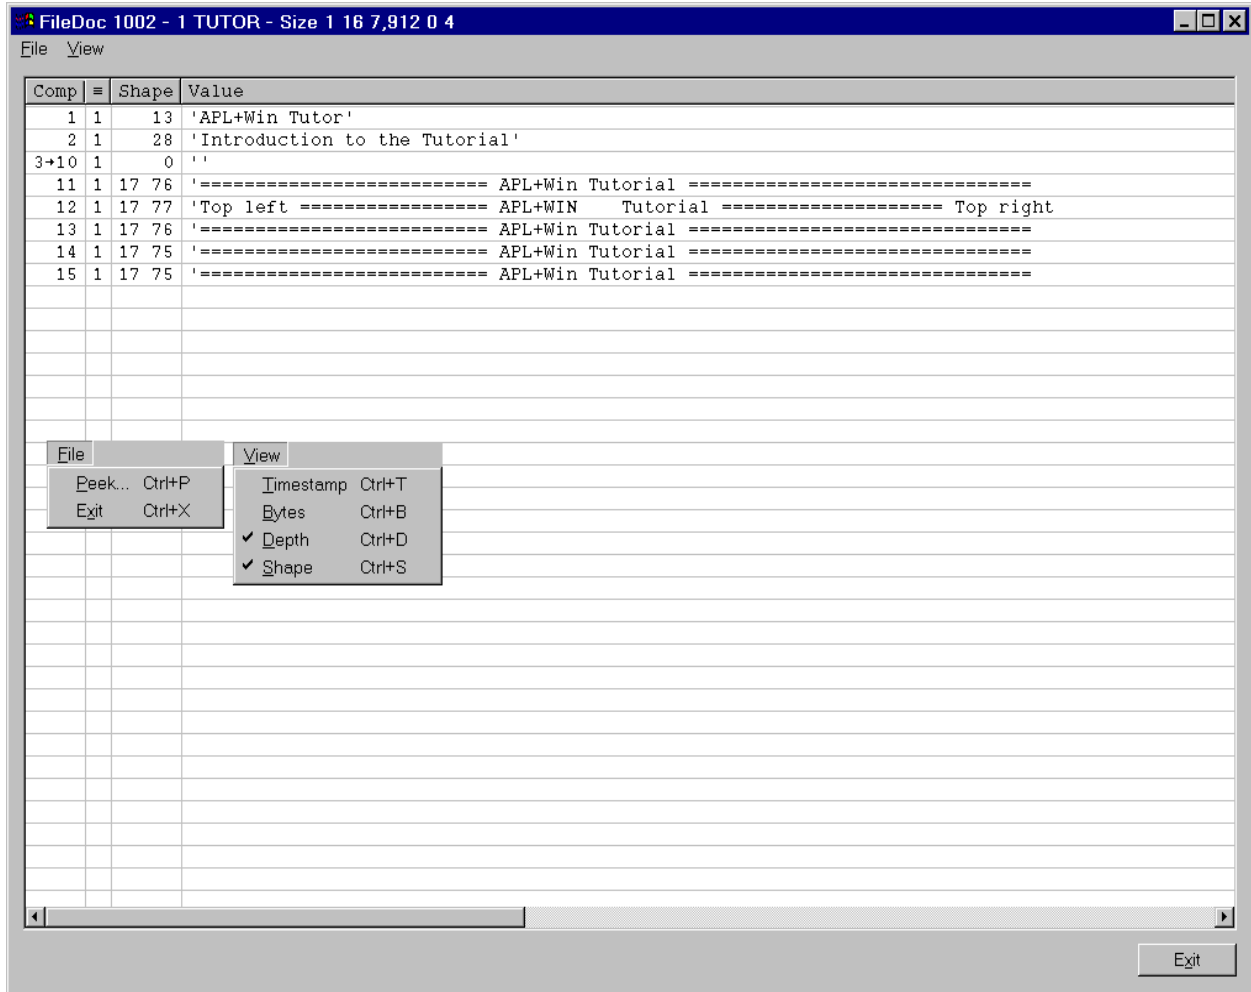 FileDoc 1002 - 1 TUTOR - Size 1 16 7,912 0 4
File View
Comp ≡ Shape Value
1 1 13 'APL+Win Tutor'
2 1 28 'Introduction to the Tutorial'
3→10 1 0 ''
11 1 17 76 '========================== APL+Win Tutorial ===============================
12 1 17 77 'Top left ================= APL+WIN    Tutorial ==================== Top right
13 1 17 76 '========================== APL+Win Tutorial ===============================
14 1 17 75 '========================== APL+Win Tutorial ===============================
15 1 17 75 '========================== APL+Win Tutorial ===============================
File
Peek... Ctrl+P
Exit Ctrl+X
View
Timestamp Ctrl+T
Bytes Ctrl+B
✓ Depth Ctrl+D
✓ Shape Ctrl+S
Exit